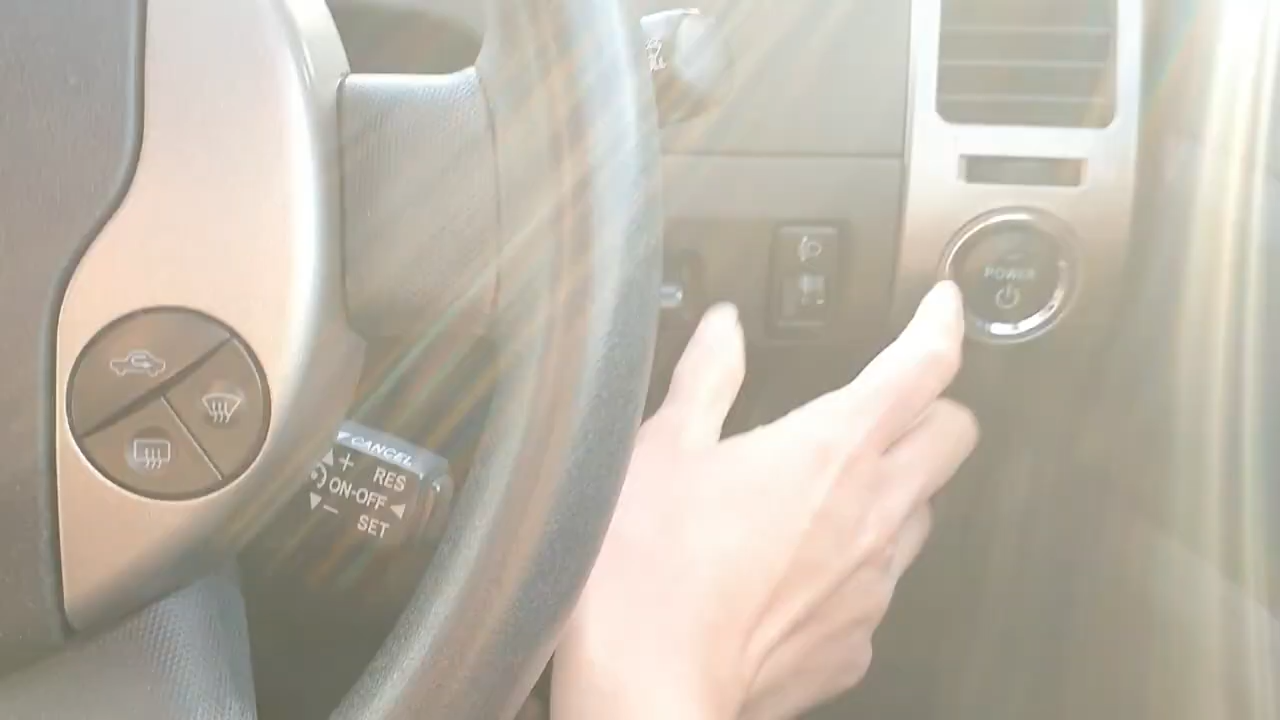 POWER
CANCEL
+ RES
ON-OFF
− SET